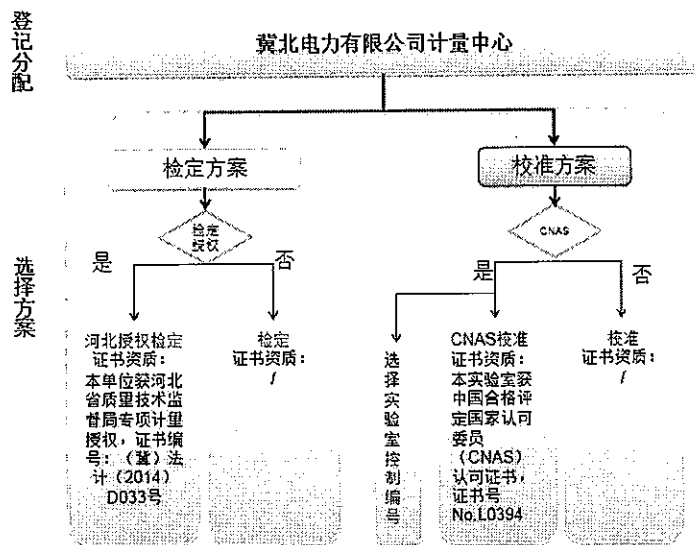 登记分配
冀北电力有限公司计量中心
检定方案
校准方案
检定
授权
CNAS
是
否
是
否
选择方案
河北授权检定
证书资质：
本单位获河北
省质量技术监
督局专项计量
授权，证书编
号：（冀）法
计（2014）
D033号
检定
证书资质：
/
选择实验室控制编号
CNAS校准
证书资质：
本实验室获
中国合格评
定国家认可
委员
（CNAS）
认可证书，
证书号
No.L0394
校准
证书资质：
/